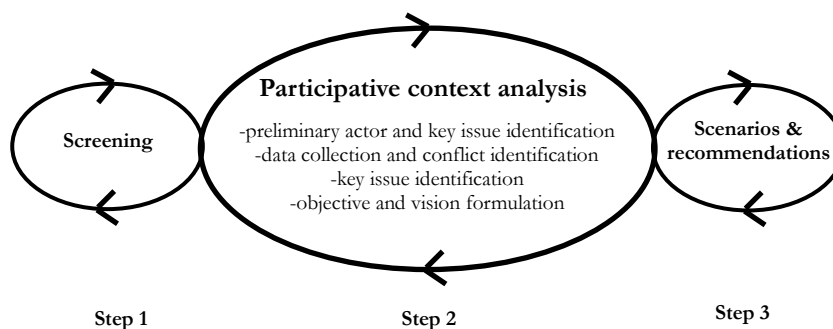 Screening
Participative context analysis
-preliminary actor and key issue identification
-data collection and conflict identification
-key issue identification
-objective and vision formulation
Scenarios &
recommendations
Step 1
Step 2
Step 3